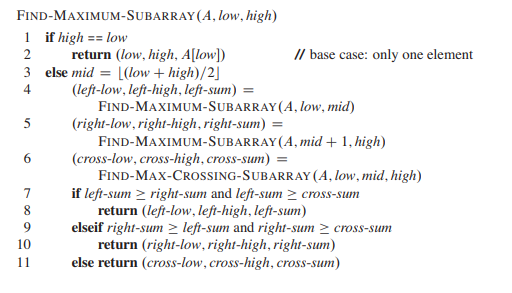 FIND-MAXIMUM-SUBARRAY(A, low, high)
1 if high == low
2 return (low, high, A[low]) // base case: only one element
3 else mid = ⌊(low + high)/2⌋
4 (left-low, left-high, left-sum) =
FIND-MAXIMUM-SUBARRAY(A, low, mid)
5 (right-low, right-high, right-sum) =
FIND-MAXIMUM-SUBARRAY(A, mid + 1, high)
6 (cross-low, cross-high, cross-sum) =
FIND-MAX-CROSSING-SUBARRAY(A, low, mid, high)
7 if left-sum ≥ right-sum and left-sum ≥ cross-sum
8 return (left-low, left-high, left-sum)
9 elseif right-sum ≥ left-sum and right-sum ≥ cross-sum
10 return (right-low, right-high, right-sum)
11 else return (cross-low, cross-high, cross-sum)